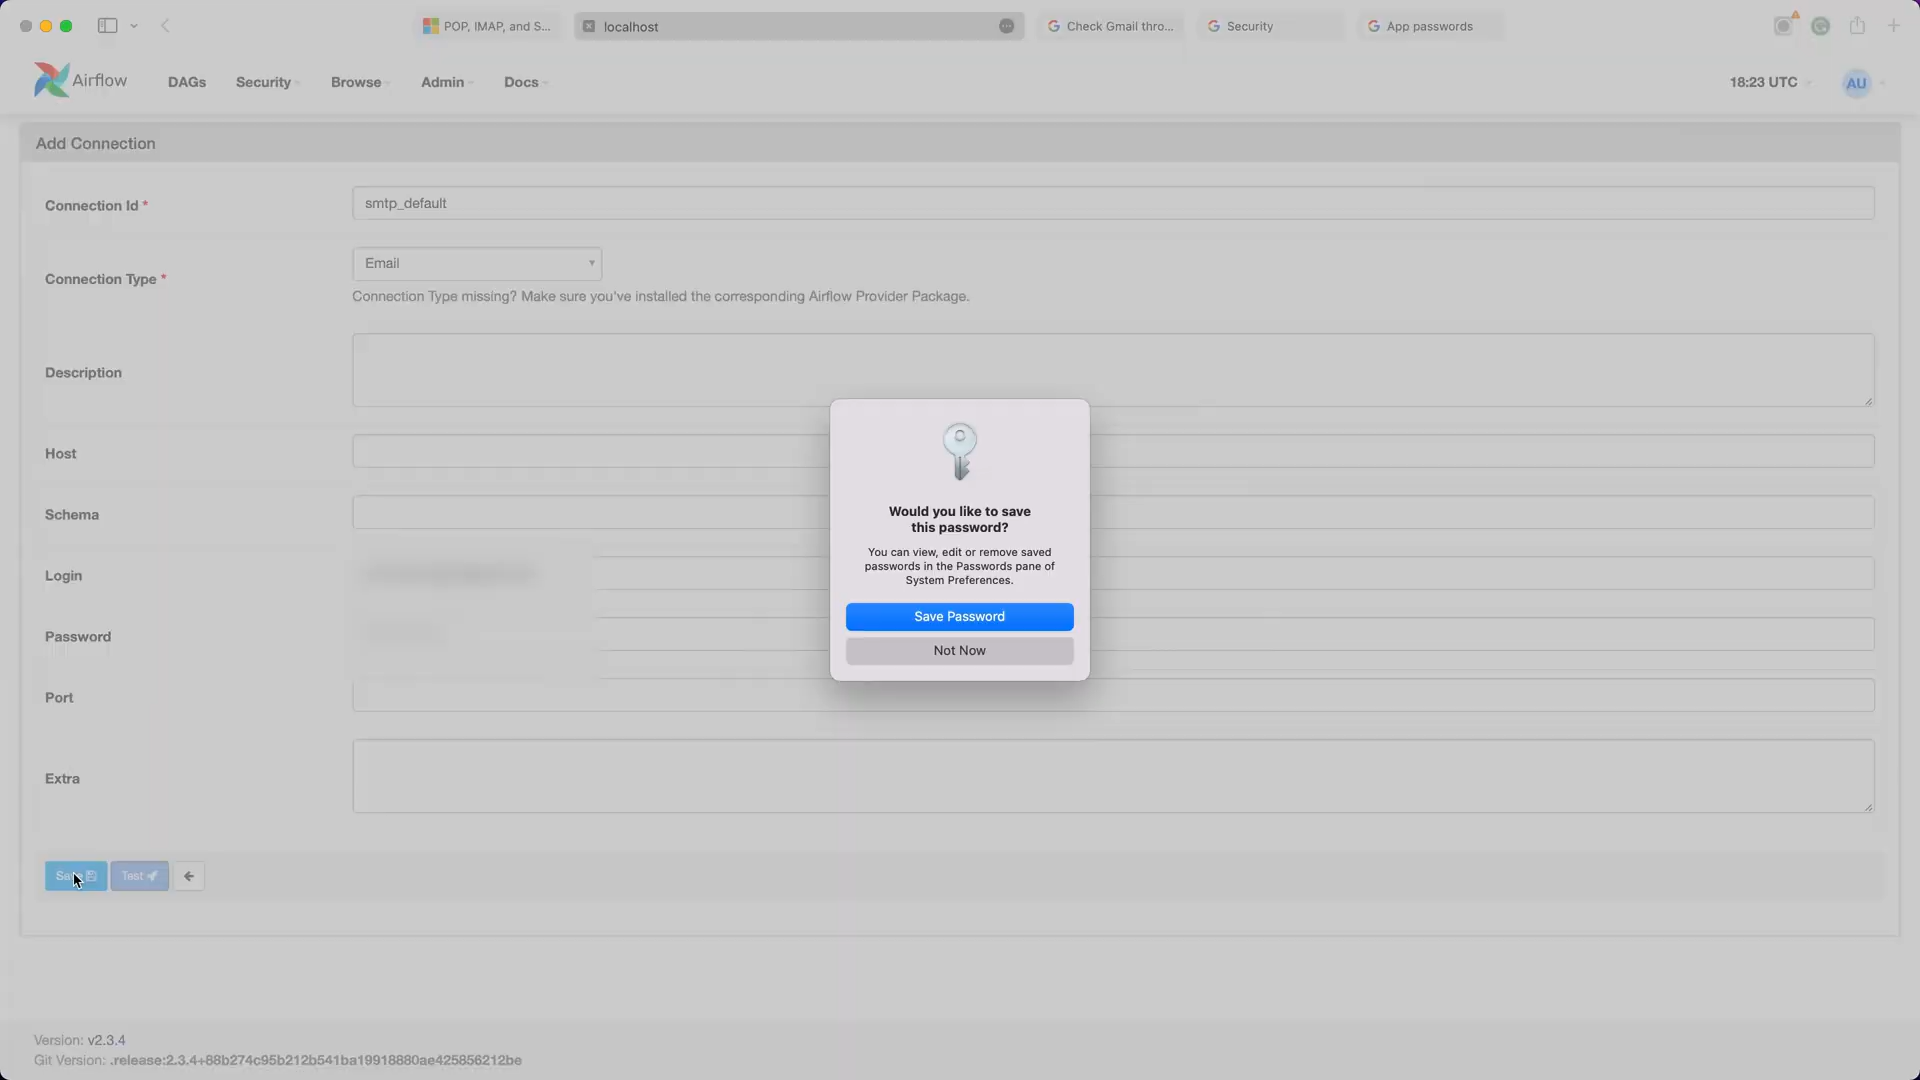 POP, IMAP, and S...
localhost
Check Gmail thro...
Security
App passwords
Airflow
DAGs
Security
Browse
Admin
Docs
18:23 UTC
AU
Add Connection
Connection Id *
smtp_default
Connection Type *
Email
Connection Type missing? Make sure you've installed the corresponding Airflow Provider Package.
Description
Host
Schema
Login
Password
Port
Extra
Would you like to save
this password?
You can view, edit or remove saved
passwords in the Passwords pane of
System Preferences.
Save Password
Not Now
Save
Test
Version: v2.3.4
Git Version: .release:2.3.4+88b274c95b212b541ba19918880ae425856212be